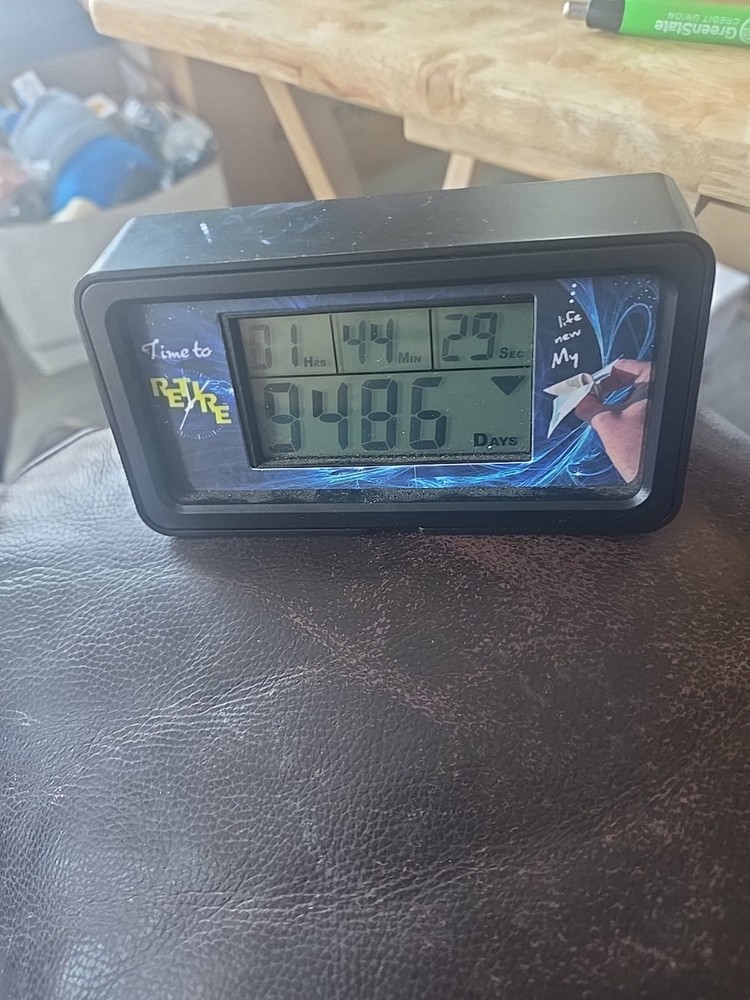 GreenState
CREDIT UNION
Time to
RETIRE
01 HRS 44 MIN 29 SEC
9486 DAYS
My
new
life